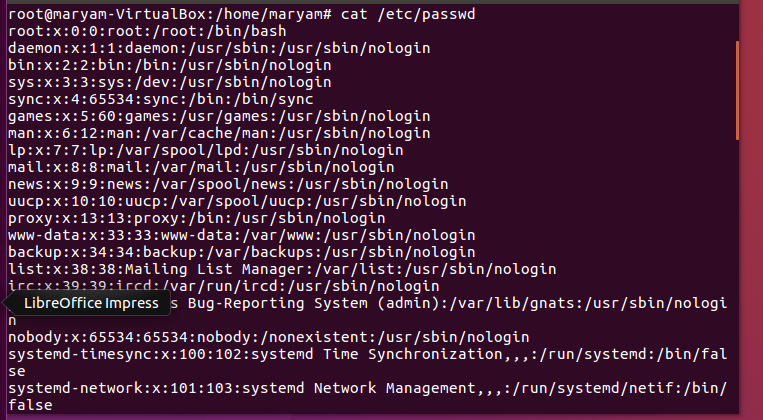 root@maryam-VirtualBox:/home/maryam# cat /etc/passwd
root:x:0:0:root:/root:/bin/bash
daemon:x:1:1:daemon:/usr/sbin:/usr/sbin/nologin
bin:x:2:2:bin:/bin:/usr/sbin/nologin
sys:x:3:3:sys:/dev:/usr/sbin/nologin
sync:x:4:65534:sync:/bin:/bin/sync
games:x:5:60:games:/usr/games:/usr/sbin/nologin
man:x:6:12:man:/var/cache/man:/usr/sbin/nologin
lp:x:7:7:lp:/var/spool/lpd:/usr/sbin/nologin
mail:x:8:8:mail:/var/mail:/usr/sbin/nologin
news:x:9:9:news:/var/spool/news:/usr/sbin/nologin
uucp:x:10:10:uucp:/var/spool/uucp:/usr/sbin/nologin
proxy:x:13:13:proxy:/bin:/usr/sbin/nologin
www-data:x:33:33:www-data:/var/www:/usr/sbin/nologin
backup:x:34:34:backup:/var/backups:/usr/sbin/nologin
list:x:38:38:Mailing List Manager:/var/list:/usr/sbin/nologin
irc:x:39:39:ircd:/var/run/ircd:/usr/sbin/nologin
LibreOffice Impress s Bug-Reporting System (admin):/var/lib/gnats:/usr/sbin/nologi
n
nobody:x:65534:65534:nobody:/nonexistent:/usr/sbin/nologin
systemd-timesync:x:100:102:systemd Time Synchronization,,,:/run/systemd:/bin/fal
se
systemd-network:x:101:103:systemd Network Management,,,:/run/systemd/netif:/bin/
false